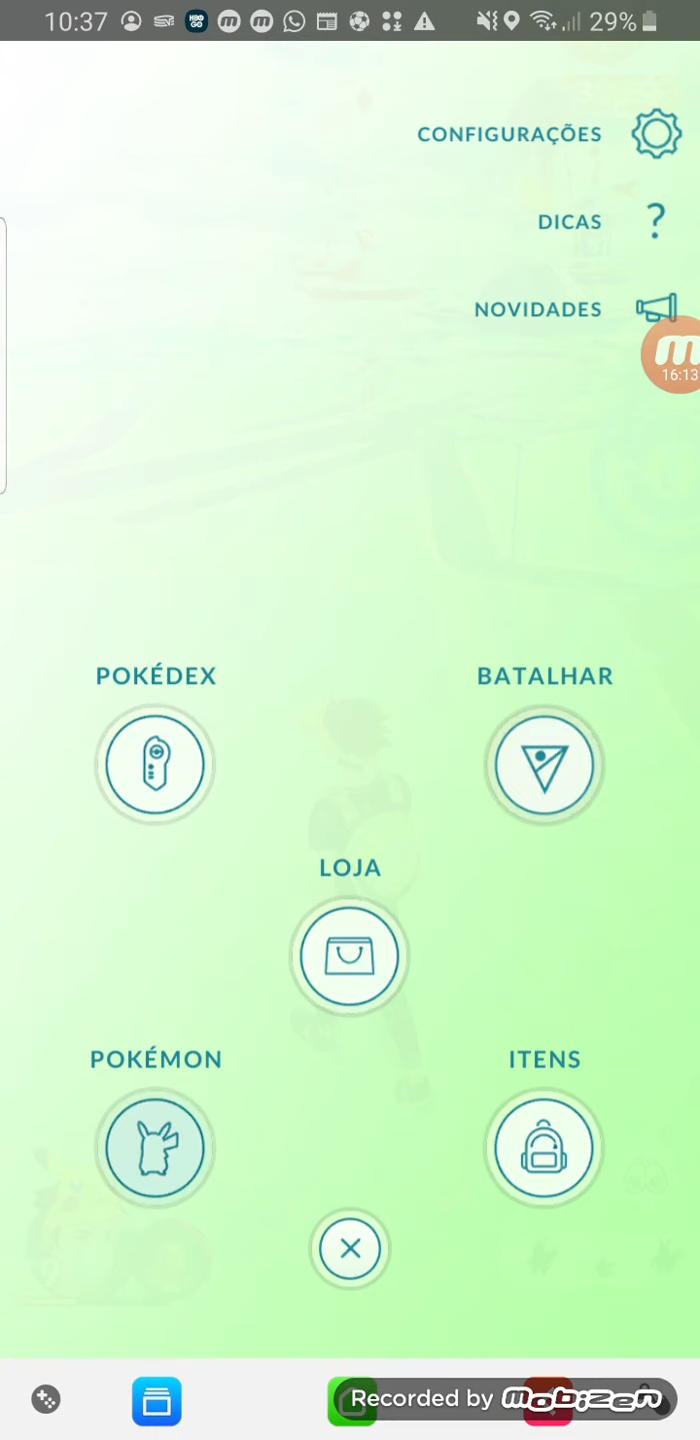 10:37 29%
CONFIGURAÇÕES
DICAS ?
NOVIDADES
16:13
POKÉDEX BATALHAR
LOJA
POKÉMON ITENS
Recorded by mobizen